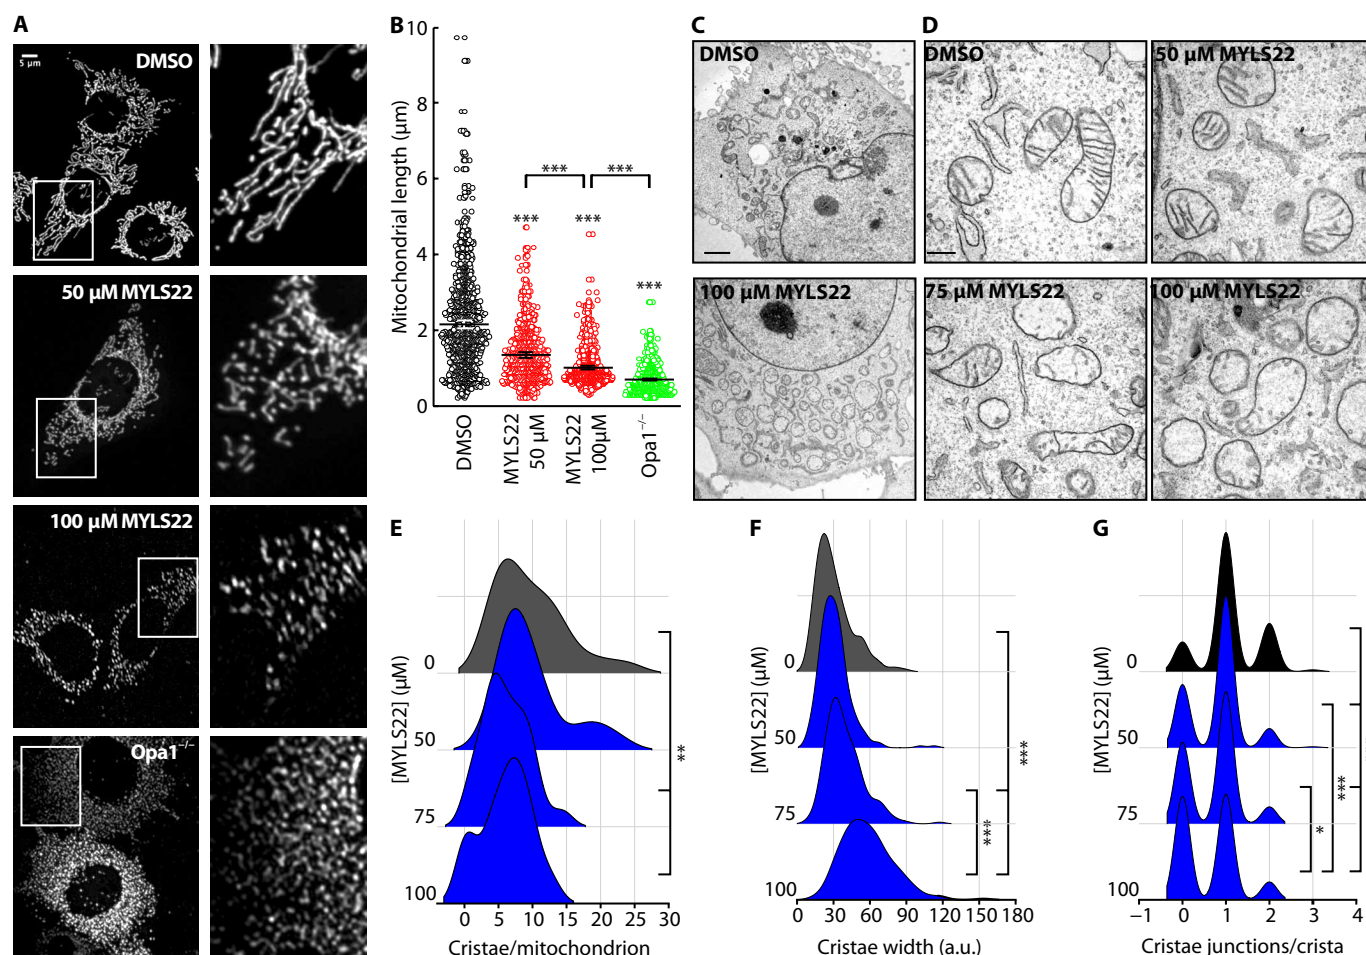 A
5 µm
DMSO
50 µM MYLS22
100 µM MYLS22
Opa1⁻/⁻
B
Mitochondrial length (µm)
10
8
6
4
2
0
***
***
***
***
***
DMSO
MYLS22
50 µM
MYLS22
100µM
Opa1⁻/⁻
C
DMSO
100 µM MYLS22
D
DMSO
50 µM MYLS22
75 µM MYLS22
100 µM MYLS22
E
[MYLS22] (µM)
0
50
75
100
**
0
5
10
15
20
25
30
Cristae/mitochondrion
F
[MYLS22] (µM)
0
50
75
100
***
***
0
30
60
90
120
150
180
Cristae width (a.u.)
G
[MYLS22] (µM)
0
50
75
100
*
***
−1
0
1
2
3
4
Cristae junctions/crista